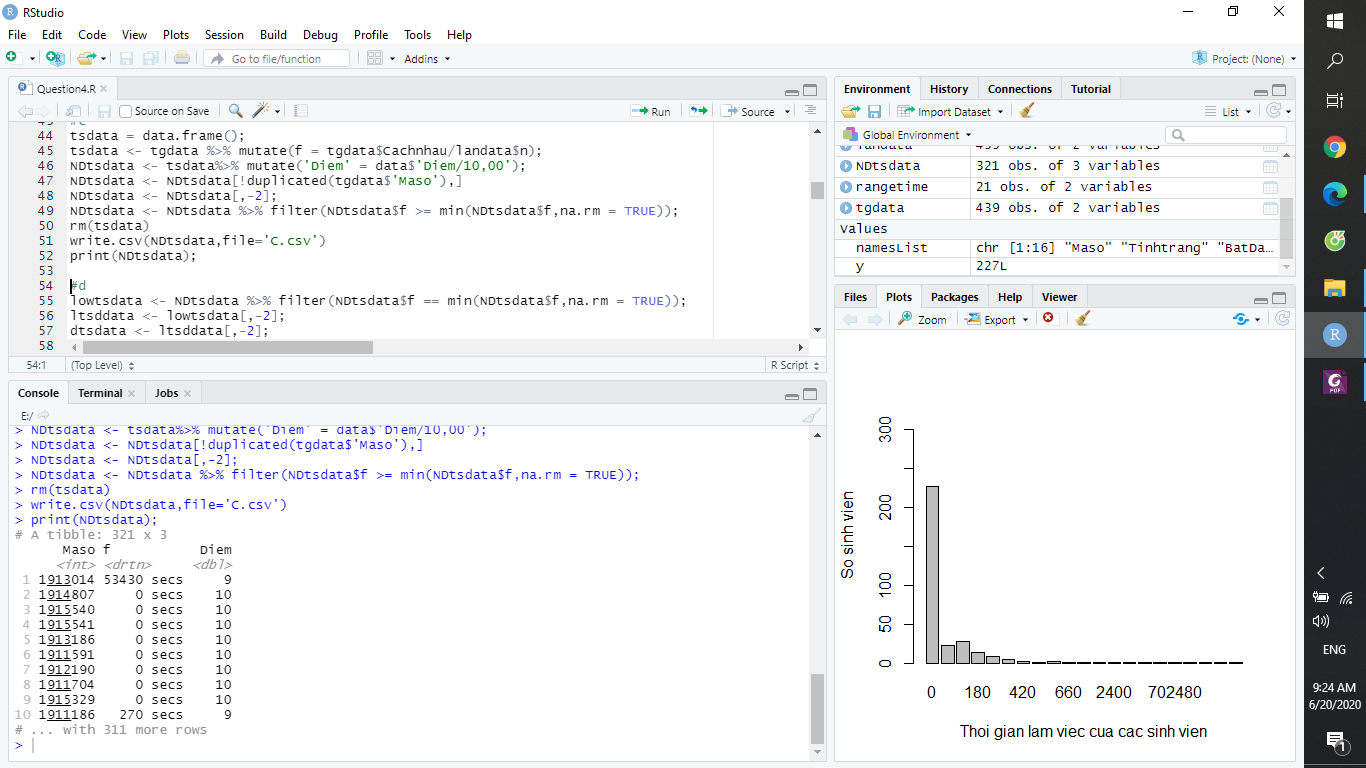 RStudio
File Edit Code View Plots Session Build Debug Profile Tools Help
Go to file/function Addins Project: (None)
Question4.R
Source on Save Run Source
44 tsdata = data.frame();
45 tsdata <- tgdata %>% mutate(f = tgdata$Cachnhau/landata$n);
46 NDtsdata <- tsdata%>% mutate('Diem' = data$'Diem/10,00');
47 NDtsdata <- NDtsdata[!duplicated(tgdata$'Maso'),]
48 NDtsdata <- NDtsdata[,-2];
49 NDtsdata <- NDtsdata %>% filter(NDtsdata$f >= min(NDtsdata$f,na.rm = TRUE));
50 rm(tsdata)
51 write.csv(NDtsdata,file='C.csv')
52 print(NDtsdata);
53
54 #d
55 lowtsdata <- NDtsdata %>% filter(NDtsdata$f == min(NDtsdata$f,na.rm = TRUE));
56 ltsddata <- lowtsdata[,-2];
57 dtsdata <- ltsddata[,-2];
58
54:1 (Top Level) R Script
Console Terminal Jobs
E:/
> NDtsdata <- tsdata%>% mutate('Diem' = data$'Diem/10,00');
> NDtsdata <- NDtsdata[!duplicated(tgdata$'Maso'),]
> NDtsdata <- NDtsdata[,-2];
> NDtsdata <- NDtsdata %>% filter(NDtsdata$f >= min(NDtsdata$f,na.rm = TRUE));
> rm(tsdata)
> write.csv(NDtsdata,file='C.csv')
> print(NDtsdata);
# A tibble: 321 x 3
Maso f Diem
<int> <drtn> <dbl>
1 1913014 53430 secs 9
2 1914807 0 secs 10
3 1915540 0 secs 10
4 1915541 0 secs 10
5 1913186 0 secs 10
6 1911591 0 secs 10
7 1912190 0 secs 10
8 1911704 0 secs 10
9 1915329 0 secs 10
10 1911186 270 secs 9
# ... with 311 more rows
>
Environment History Connections Tutorial
Import Dataset List
Global Environment
landata 439 obs. of 2 variables
NDtsdata 321 obs. of 3 variables
rangetime 21 obs. of 2 variables
tgdata 439 obs. of 2 variables
Values
namesList chr [1:16] "Maso" "Tinhtrang" "BatDa…
y 227L
Files Plots Packages Help Viewer
Zoom Export
So sinh vien
300
200
100
50
0
0 180 420 660 2400 702480
Thoi gian lam viec cua cac sinh vien
PDF
ENG
9:24 AM
6/20/2020
1